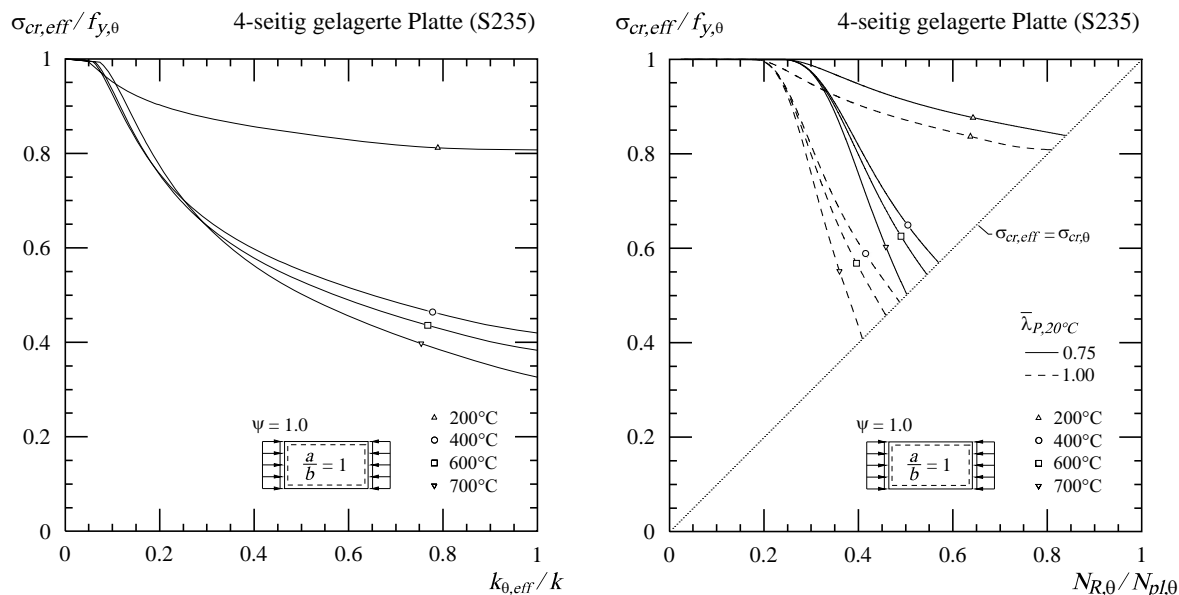 σcr,eff / fy,θ
4-seitig gelagerte Platte (S235)
1
0.8
0.6
0.4
0.2
0
ψ = 1.0
a/b = 1
200°C
400°C
600°C
700°C
0 0.2 0.4 0.6 0.8 1
kθ,eff / k
σcr,eff / fy,θ
4-seitig gelagerte Platte (S235)
1
0.8
0.6
0.4
0.2
0
σcr,eff = σcr,θ
λ̅P,20°C
0.75
1.00
ψ = 1.0
a/b = 1
200°C
400°C
600°C
700°C
0 0.2 0.4 0.6 0.8 1
NR,θ / Npl,θ